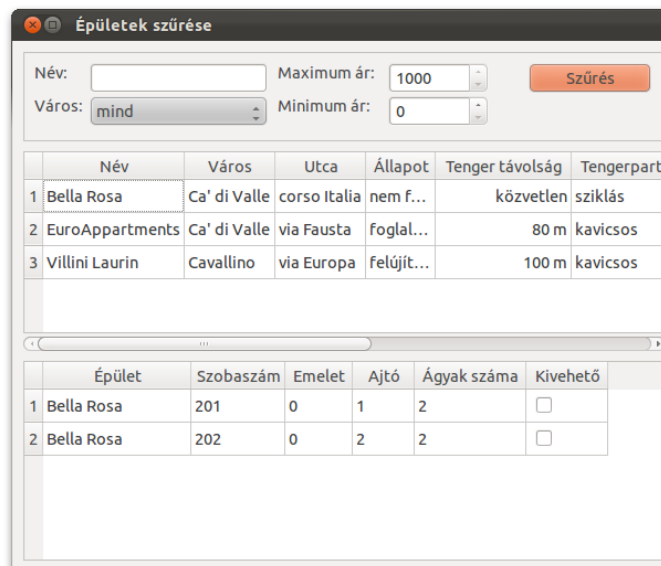 Épületek szűrése
Név: Maximum ár: 1000 Szűrés
Város: mind Minimum ár: 0
Név Város Utca Állapot Tenger távolság Tengerpart
1 Bella Rosa Ca' di Valle corso Italia nem f... közvetlen sziklás
2 EuroAppartments Ca' di Valle via Fausta foglal... 80 m kavicsos
3 Villini Laurin Cavallino via Europa felújít... 100 m kavicsos
Épület Szobaszám Emelet Ajtó Ágyak száma Kivehető
1 Bella Rosa 201 0 1 2
2 Bella Rosa 202 0 2 2